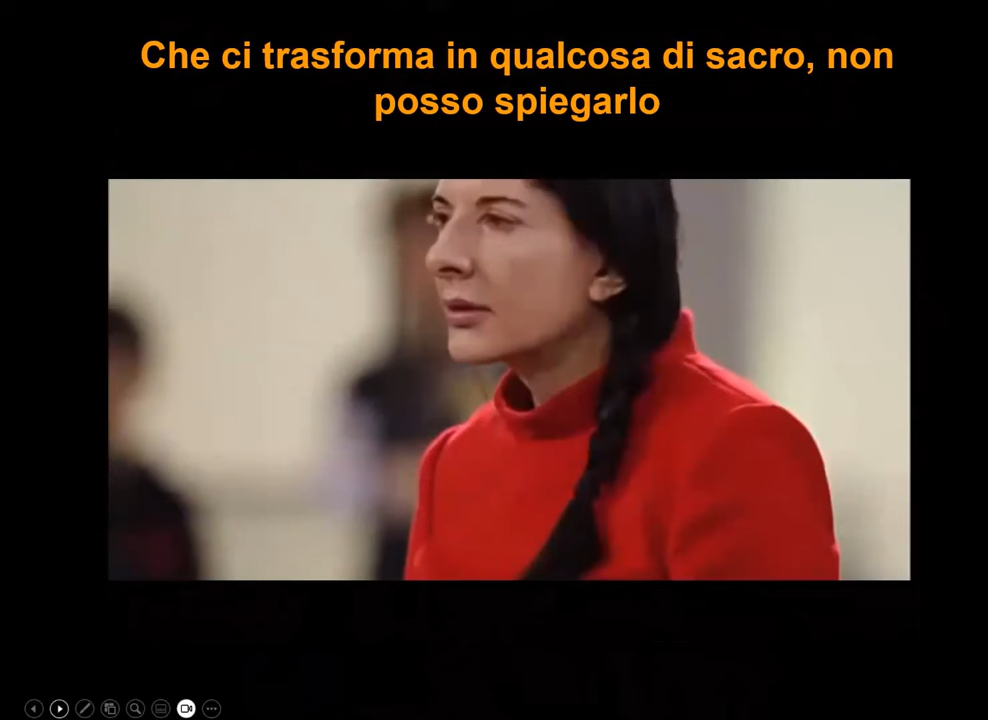 Che ci trasforma in qualcosa di sacro, non
posso spiegarlo